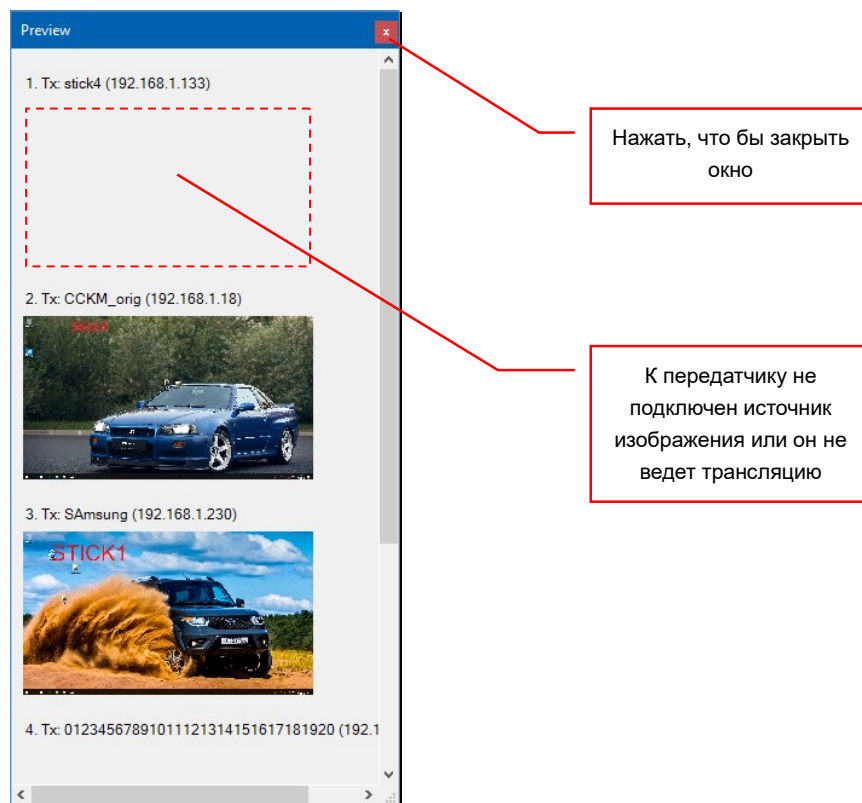 Preview
x
1. Tx: stick4 (192.168.1.133)
Нажать, что бы закрыть
окно
2. Tx: CCKM_orig (192.168.1.18)
К передатчику не
подключен источник
изображения или он не
ведет трансляцию
3. Tx: SAmsung (192.168.1.230)
STICK1
4. Tx: 01234567891011121314151617181920 (192.1